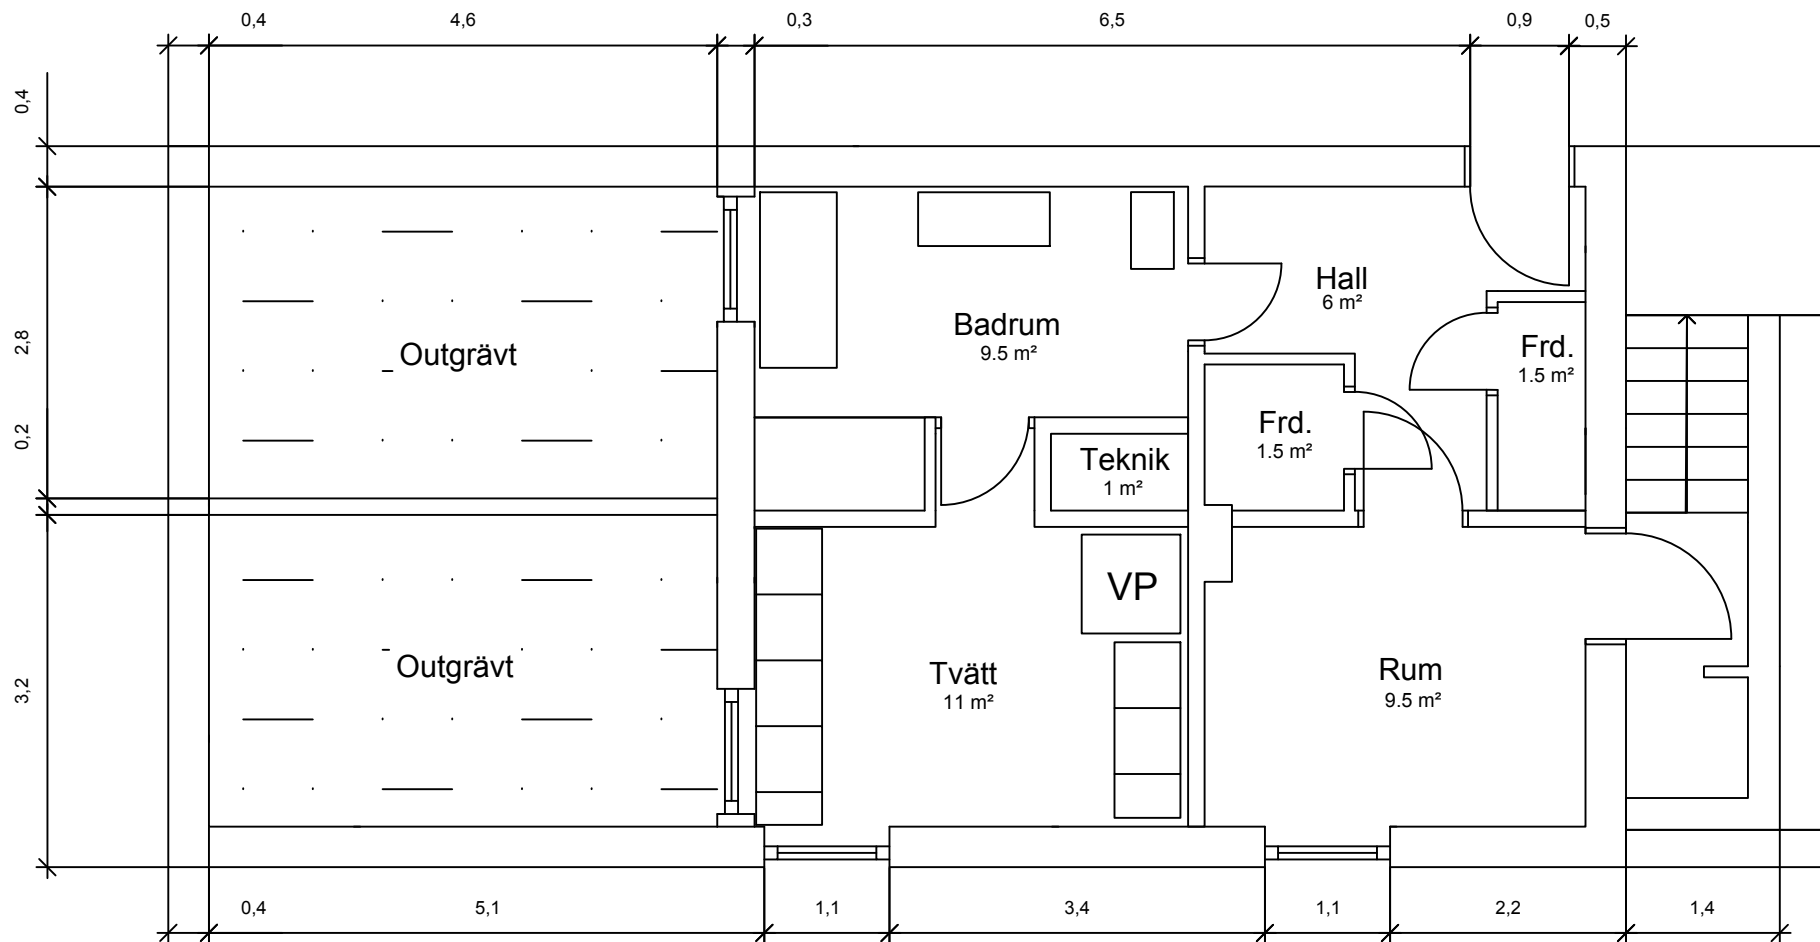 0,4 4,6 0,3 6,5 0,9 0,5
0,4
2,8
0,2
3,2
Outgrävt
Badrum
9.5 m²
Hall
6 m²
Frd.
1.5 m²
Frd.
1.5 m²
Teknik
1 m²
VP
Outgrävt
Tvätt
11 m²
Rum
9.5 m²
0,4 5,1 1,1 3,4 1,1 2,2 1,4